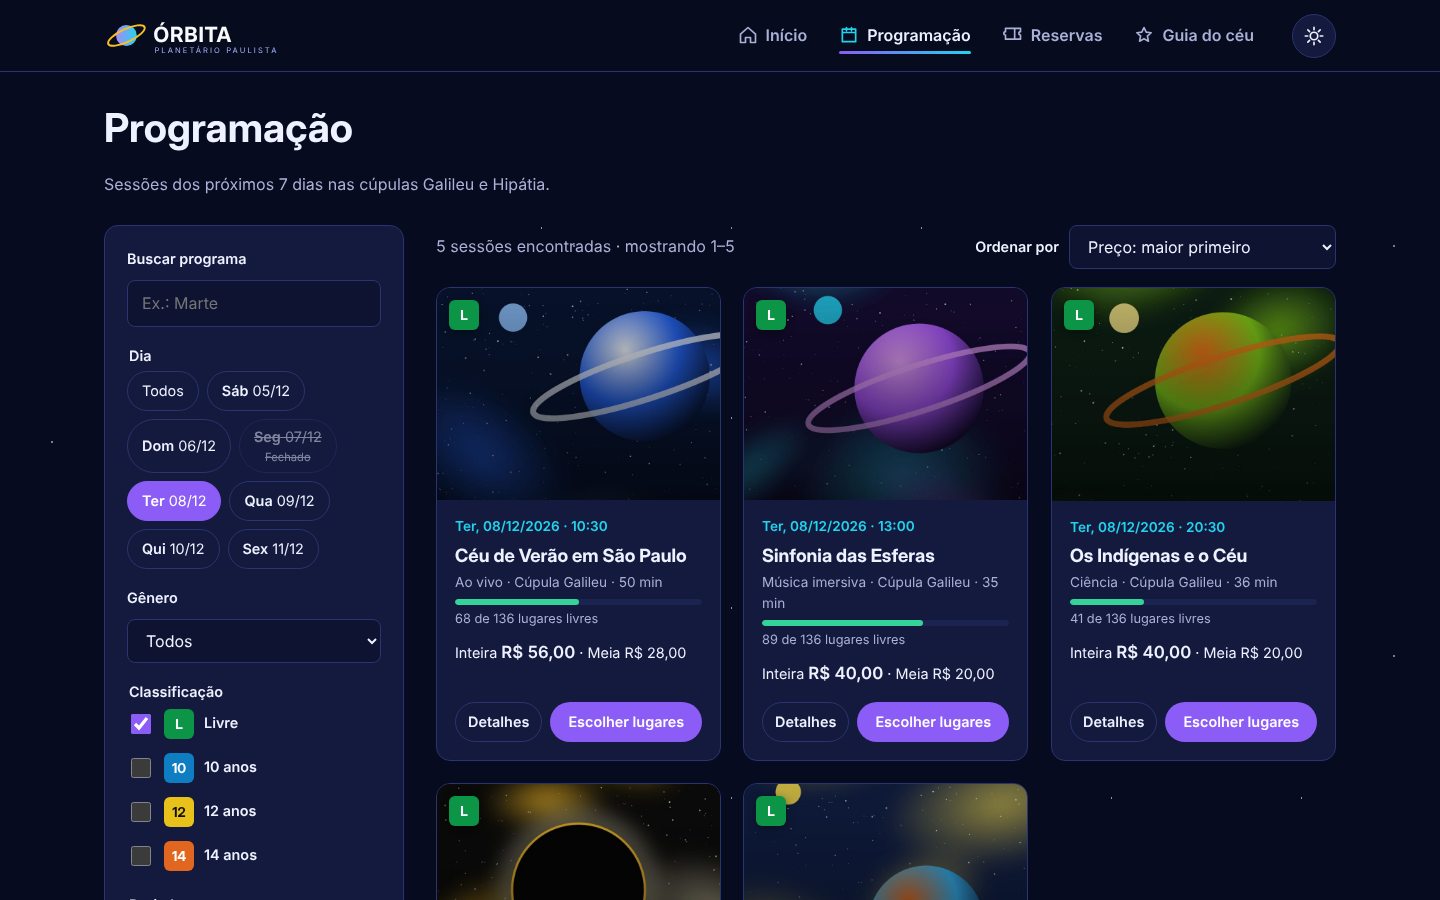 ÓRBITA
PLANETÁRIO PAULISTA
Início
Programação
Reservas
Guia do céu
Programação
Sessões dos próximos 7 dias nas cúpulas Galileu e Hipátia.
Buscar programa
Ex.: Marte
Dia
Todos
Sáb 05/12
Dom 06/12
Seg 07/12
Fechado
Ter 08/12
Qua 09/12
Qui 10/12
Sex 11/12
Gênero
Todos
Classificação
L Livre
10 10 anos
12 12 anos
14 14 anos
5 sessões encontradas · mostrando 1–5
Ordenar por
Preço: maior primeiro
L
Ter, 08/12/2026 · 10:30
Céu de Verão em São Paulo
Ao vivo · Cúpula Galileu · 50 min
68 de 136 lugares livres
Inteira R$ 56,00 · Meia R$ 28,00
Detalhes
Escolher lugares
L
Ter, 08/12/2026 · 13:00
Sinfonia das Esferas
Música imersiva · Cúpula Galileu · 35
min
89 de 136 lugares livres
Inteira R$ 40,00 · Meia R$ 20,00
Detalhes
Escolher lugares
L
Ter, 08/12/2026 · 20:30
Os Indígenas e o Céu
Ciência · Cúpula Galileu · 36 min
41 de 136 lugares livres
Inteira R$ 40,00 · Meia R$ 20,00
Detalhes
Escolher lugares
L
L